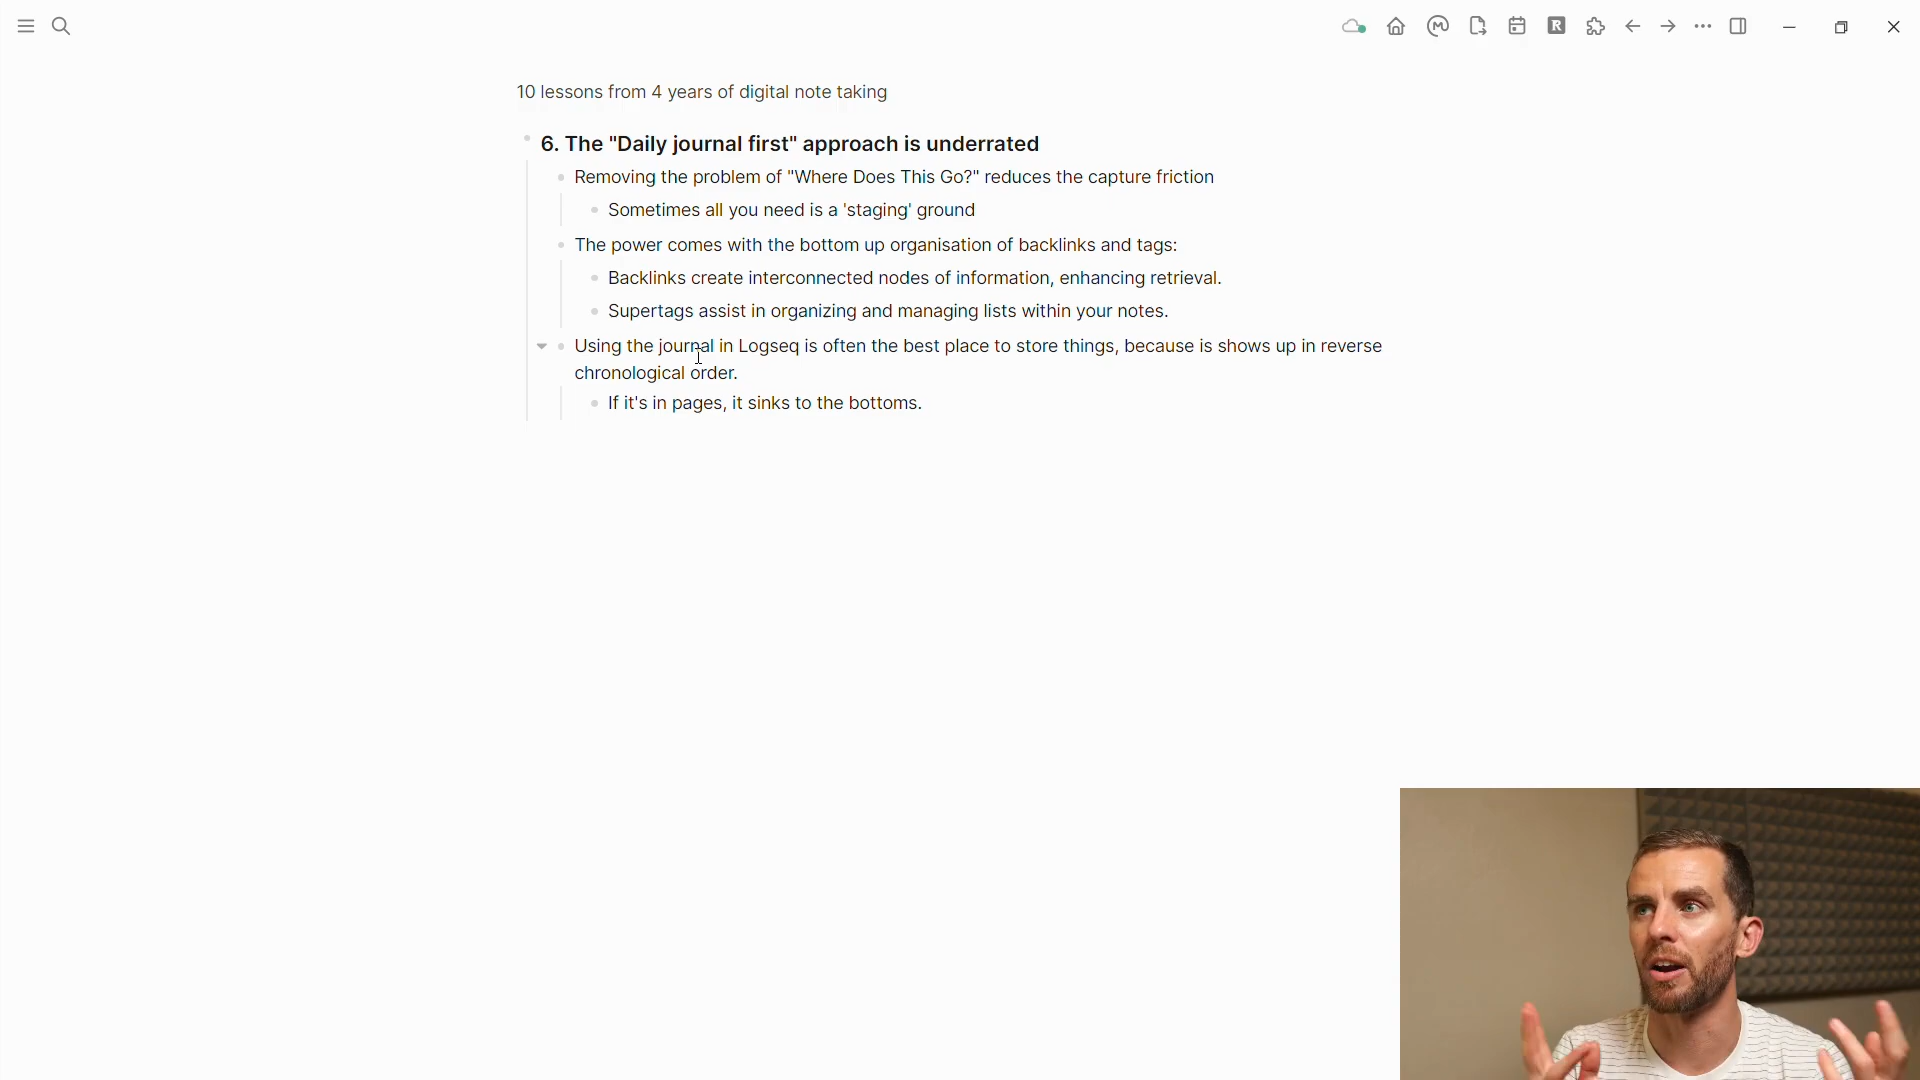 10 lessons from 4 years of digital note taking
6. The "Daily journal first" approach is underrated
Removing the problem of "Where Does This Go?" reduces the capture friction
Sometimes all you need is a 'staging' ground
The power comes with the bottom up organisation of backlinks and tags:
Backlinks create interconnected nodes of information, enhancing retrieval.
Supertags assist in organizing and managing lists within your notes.
Using the journal in Logseq is often the best place to store things, because is shows up in reverse
chronological order.
If it's in pages, it sinks to the bottoms.